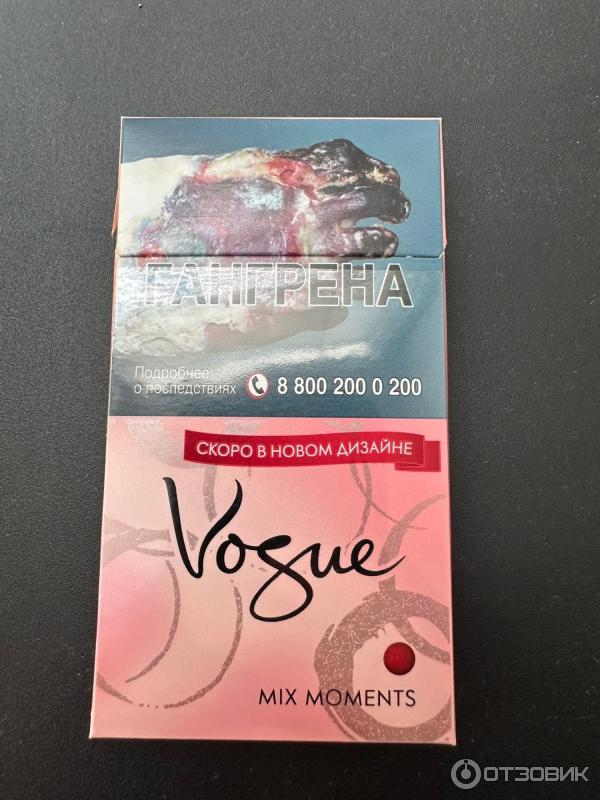 ГАНГРЕНА
Подробнее
о последствиях 8 800 200 0 200
СКОРО В НОВОМ ДИЗАЙНЕ
Vogue
MIX MOMENTS
ОТЗОВИК